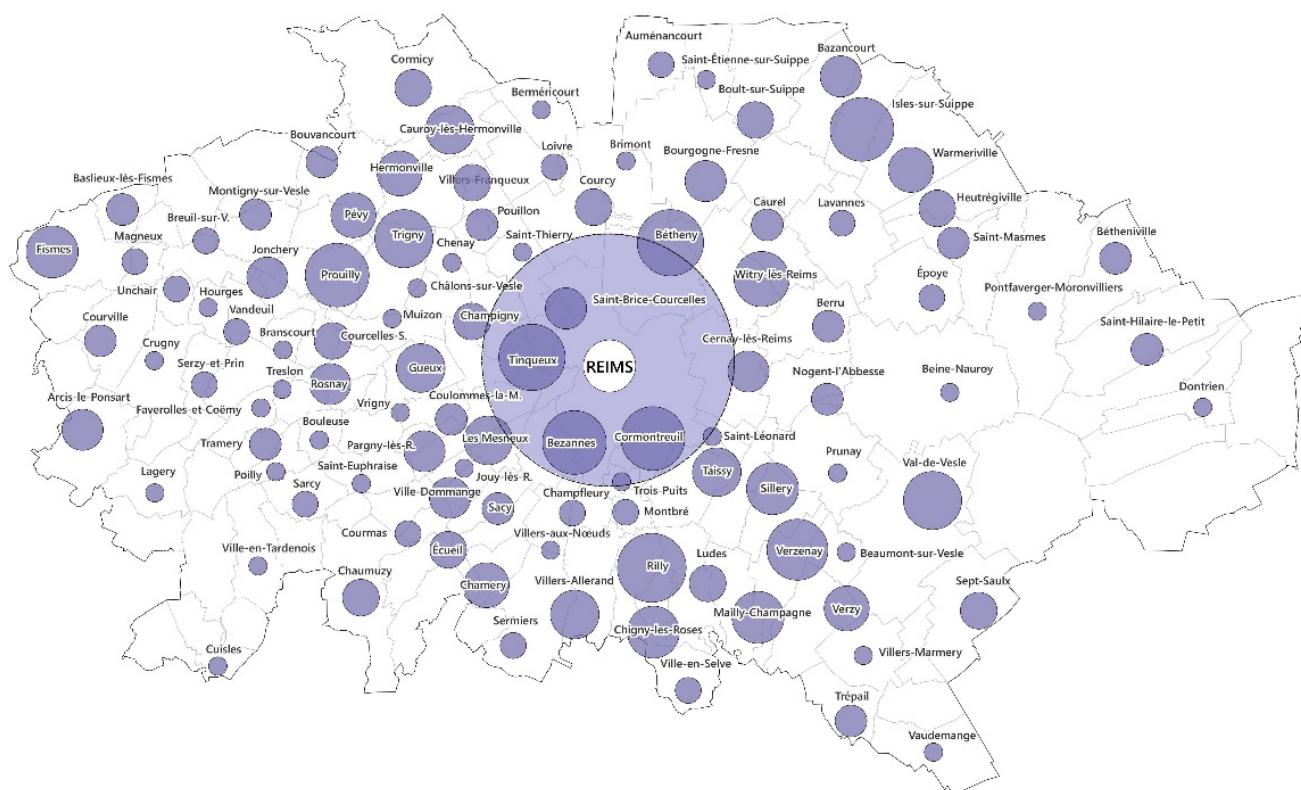 Auménancourt
Saint-Étienne-sur-Suippe
Bazancourt
Cormicy
Boult-sur-Suippe
Berméricourt
Isles-sur-Suippe
Cauroy-lès-Hermonville
Bouvancourt
Loivre
Brimont
Bourgogne-Fresne
Warmeriville
Hermonville
Villers-Franqueux
Baslieux-lès-Fismes
Montigny-sur-Vesle
Courcy
Heutrégiville
Breuil-sur-V.
Pévy
Pouillon
Caurel
Lavannes
Magneux
Trigny
Saint-Thierry
Bétheny
Saint-Masmes
Bétheniville
Fismes
Jonchery
Chenay
Prouilly
Witry-lès-Reims
Époye
Unchair
Hourges
Châlons-sur-Vesle
Saint-Brice-Courcelles
Pontfaverger-Moronvilliers
Courville
Vandeuil
Muizon
Champigny
Berru
Saint-Hilaire-le-Petit
Crugny
Branscourt
Courcelles-S.
Cernay-lès-Reims
Serzy-et-Prin
Tinqueux
REIMS
Gueux
Treslon
Rosnay
Nogent-l'Abbesse
Beine-Nauroy
Dontrien
Arcis-le-Ponsart
Faverolles-et-Coëmy
Vrigny
Coulommes-la-M.
Bouleuse
Tramery
Pargny-lès-R.
Les Mesneux
Bezannes
Cormontreuil
Saint-Léonard
Lagery
Poilly
Saint-Euphraise
Jouy-lès-R.
Taissy
Prunay
Val-de-Vesle
Sarcy
Ville-Dommange
Champfleury
Trois-Puits
Sillery
Sacy
Montbré
Courmas
Villers-aux-Nœuds
Ville-en-Tardenois
Écueil
Verzenay
Beaumont-sur-Vesle
Chaumuzy
Chamery
Villers-Allerand
Rilly
Ludes
Sept-Saulx
Sermiers
Chigny-les-Roses
Mailly-Champagne
Verzy
Cuisles
Ville-en-Selve
Villers-Marmery
Trépail
Vaudemange